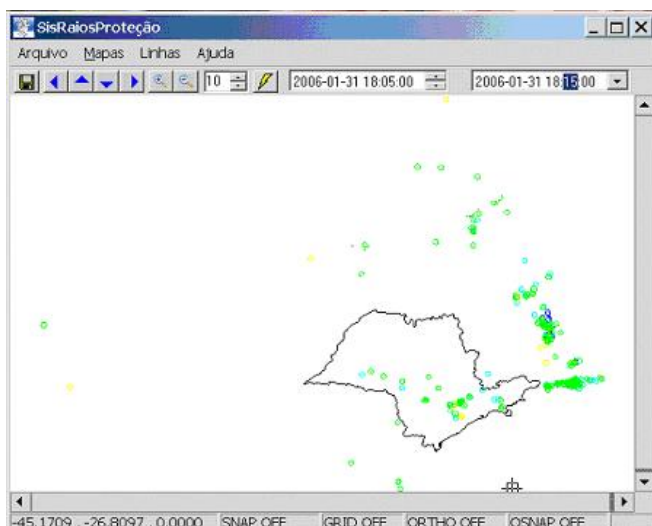 SisRaiosProteção
Arquivo Mapas Linhas Ajuda
10 2006-01-31 18:05:00 2006-01-31 18:15:00
-45.1709 , -26.8097 , 0.0000 SNAP OFF GRID OFF ORTHO OFF OSNAP OFF